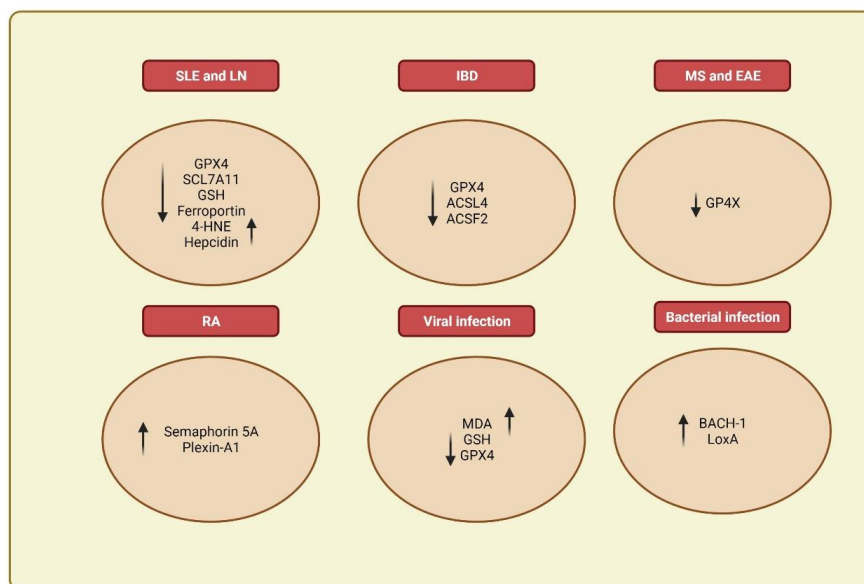 SLE and LN
IBD
MS and EAE
GPX4
SCL7A11
GSH
Ferroportin
4-HNE
Hepcidin
GPX4
ACSL4
ACSF2
GP4X
RA
Viral infection
Bacterial infection
Semaphorin 5A
Plexin-A1
MDA
GSH
GPX4
BACH-1
LoxA